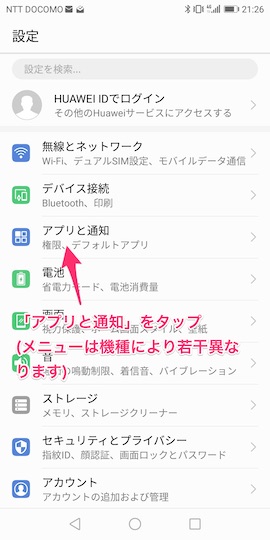 NTT DOCOMO 21:26
設定
設定を検索...
HUAWEI IDでログイン
その他のHuaweiサービスにアクセスする
無線とネットワーク
Wi-Fi、デュアルSIM設定、モバイルデータ通信
デバイス接続
Bluetooth、印刷
アプリと通知
権限、デフォルトアプリ
電池
省電力モード、電池消費量
「アプリと通知」をタップ
(メニューは機種により若干異な
ります)
画面
スタイル、壁紙
音
鳴動制限、着信音、バイブレーション
ストレージ
メモリ、ストレージクリーナー
セキュリティとプライバシー
指紋ID、顔認証、画面ロックとパスワード
アカウント
アカウントの追加および管理